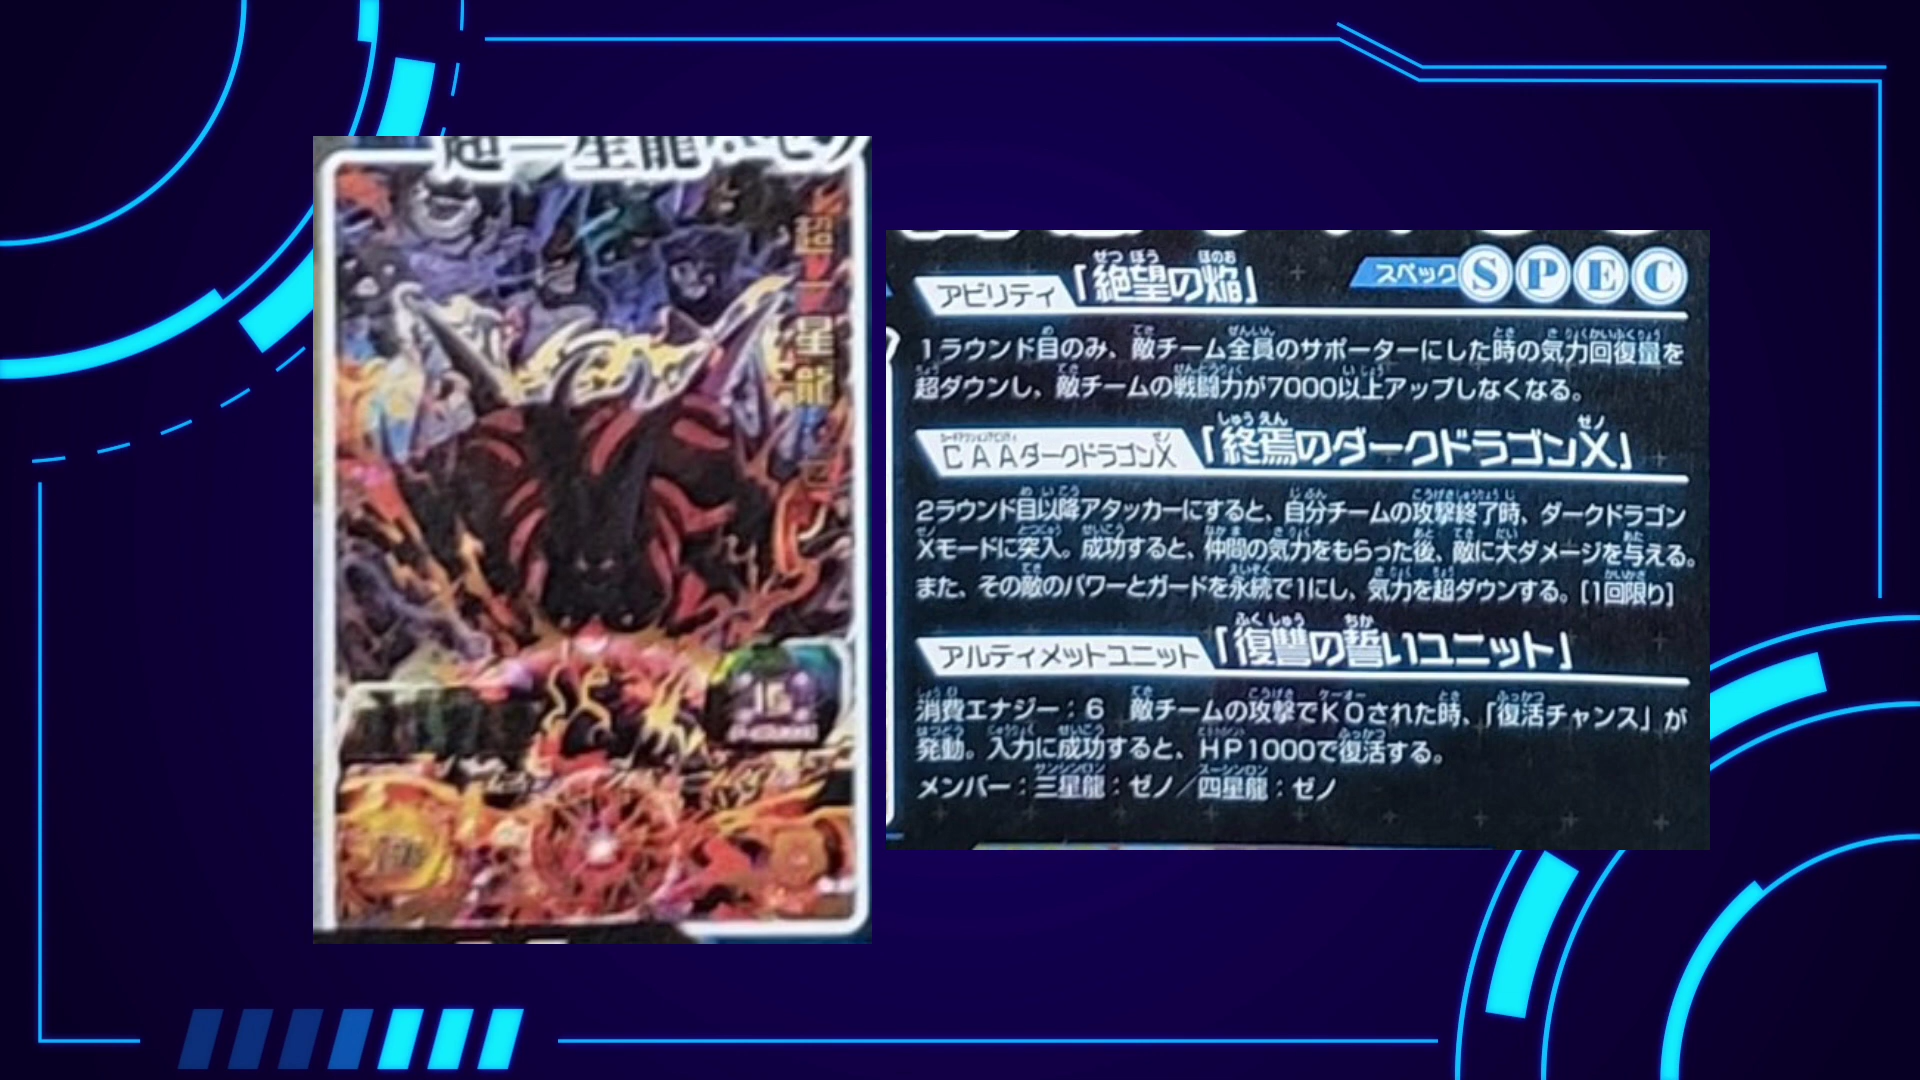 超一星龍：ゼノ
超一星龍
アビリティ「絶望の焔」
スペック S P E C
1ラウンド目のみ、敵チーム全員のサポーターにした時の気力回復量を
超ダウンし、敵チームの戦闘力が7000以上アップしなくなる。
CAAダークドラゴンX「終焉のダークドラゴンX」
2ラウンド目以降アタッカーにすると、自分チームの攻撃終了時、ダークドラゴン
Xモードに突入。成功すると、仲間の気力をもらった後、敵に大ダメージを与える。
また、その敵のパワーとガードを永続で1にし、気力を超ダウンする。[1回限り]
アルティメットユニット「復讐の誓いユニット」
消費エナジー：6 敵チームの攻撃でKOされた時、「復活チャンス」が
発動。入力に成功すると、HP1000で復活する。
メンバー：三星龍：ゼノ／四星龍：ゼノ